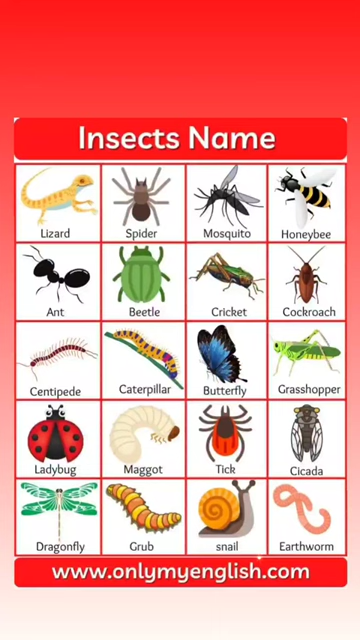 Insects Name
Lizard
Spider
Mosquito
Honeybee
Ant
Beetle
Cricket
Cockroach
Centipede
Caterpillar
Butterfly
Grasshopper
Ladybug
Maggot
Tick
Cicada
Dragonfly
Grub
snail
Earthworm
www.onlymyenglish.com